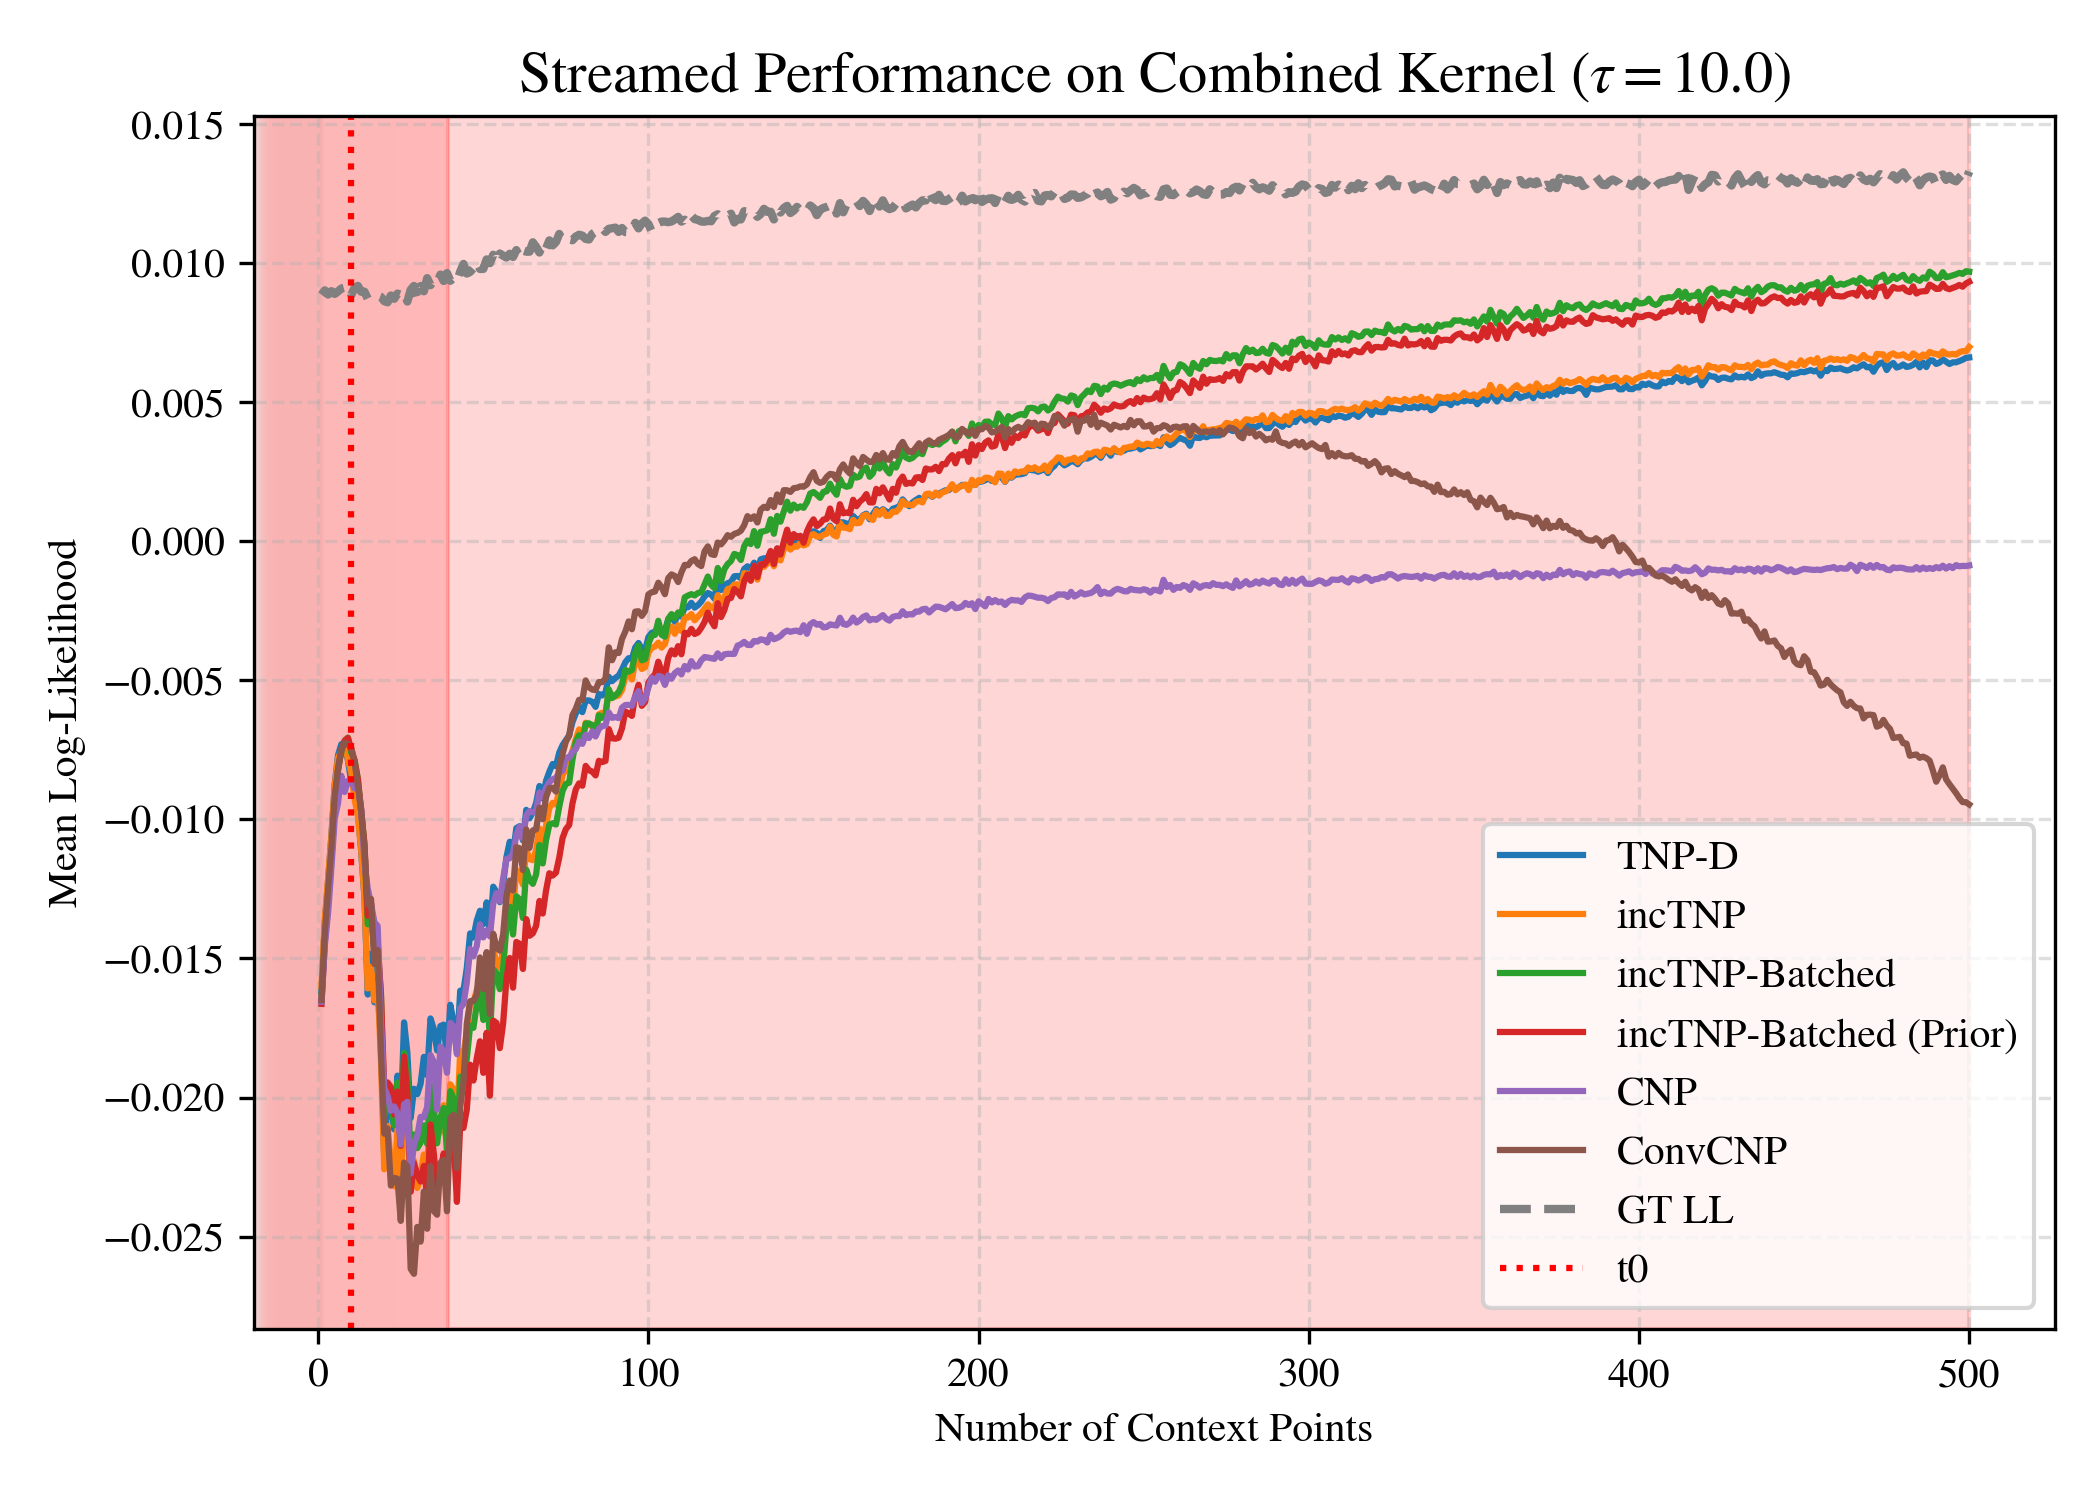 Streamed Performance on Combined Kernel (τ = 10.0)
0.015
0.010
0.005
0.000
−0.005
−0.010
−0.015
−0.020
−0.025
Mean Log-Likelihood
TNP-D
incTNP
incTNP-Batched
incTNP-Batched (Prior)
CNP
ConvCNP
GT LL
t0
0 100 200 300 400 500
Number of Context Points